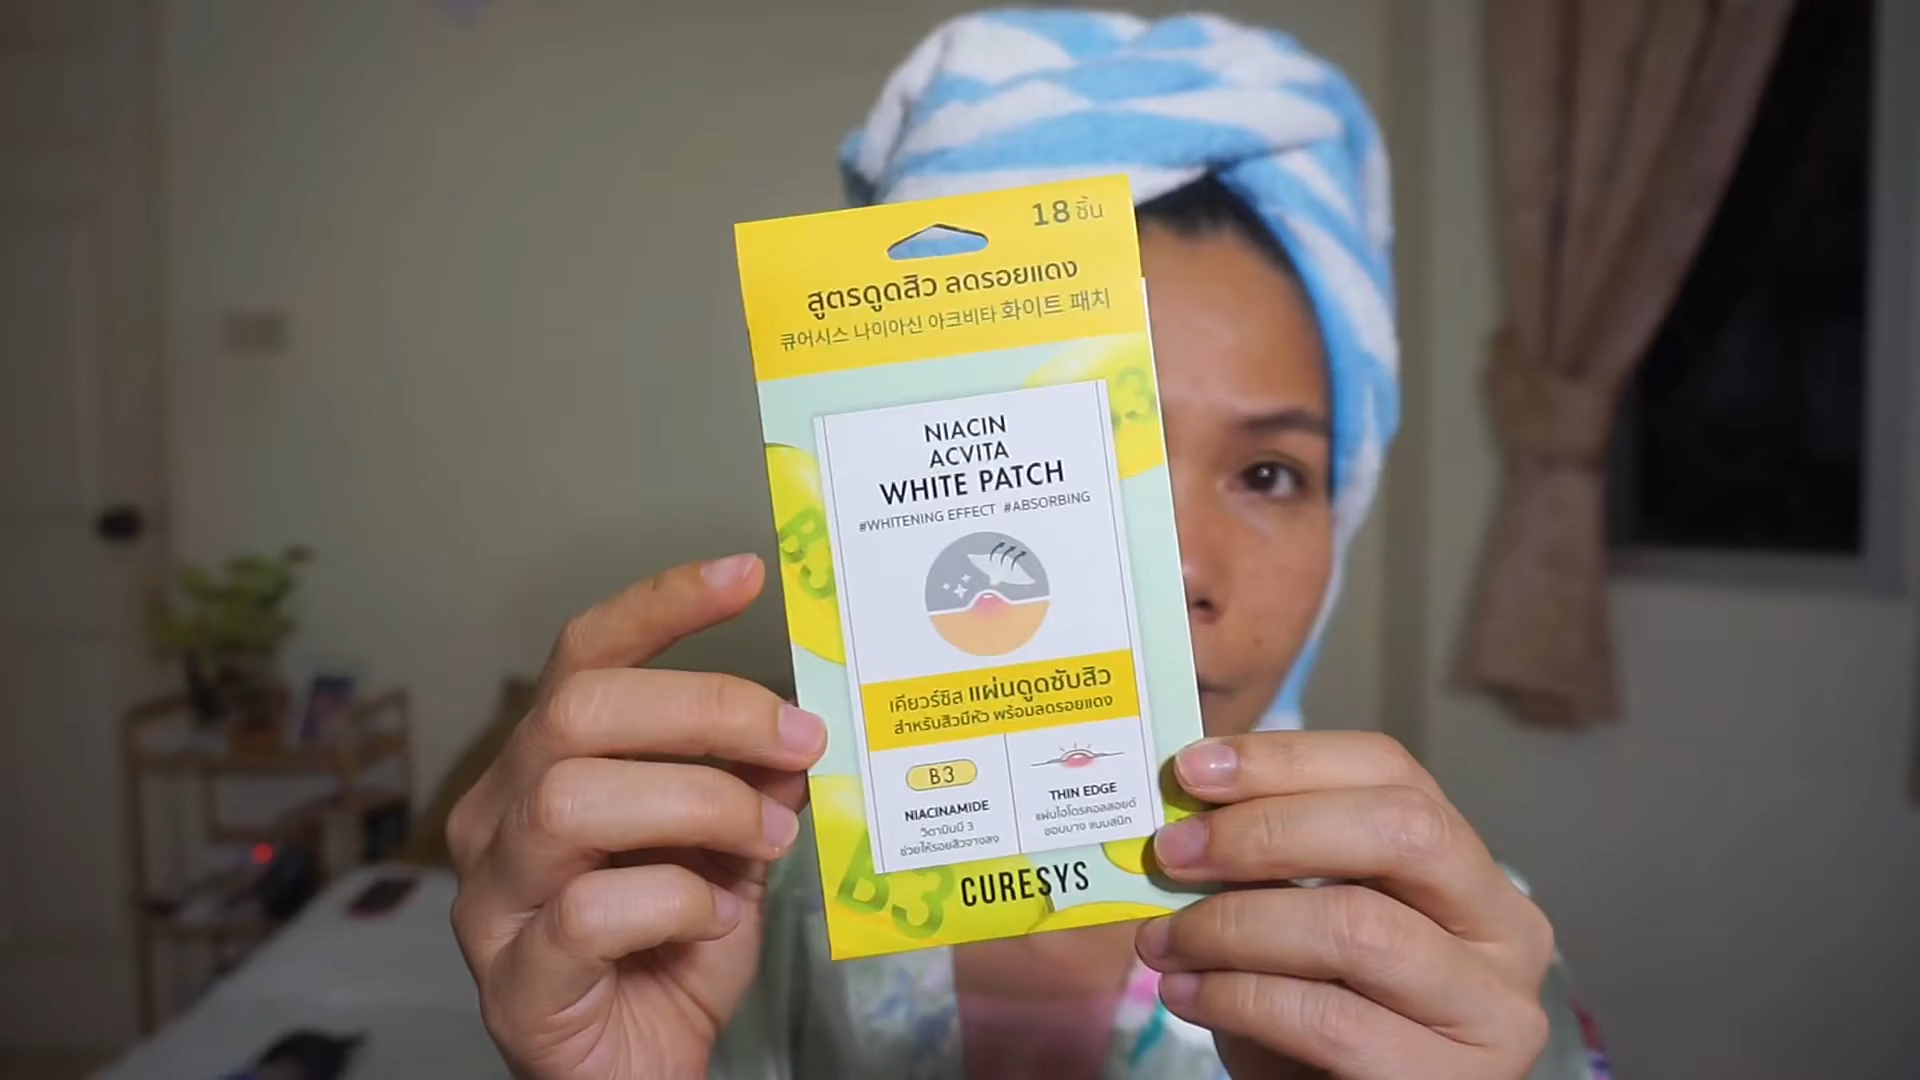 18 ชิ้น
สูตรดูดสิว ลดรอยแดง
큐어시스 나이아신 아크비타 화이트 패치
NIACIN
ACVITA
WHITE PATCH
#WHITENING EFFECT #ABSORBING
เคียวร์ซิส แผ่นดูดซับสิว
สำหรับสิวมีหัว พร้อมลดรอยแดง
B3
NIACINAMIDE
วิตามินบี 3
ช่วยให้รอยสิวจางลง
THIN EDGE
แผ่นไฮโดรคอลลอยด์
ขอบบาง แนบสนิท
B3
B3
B3
CURESYS